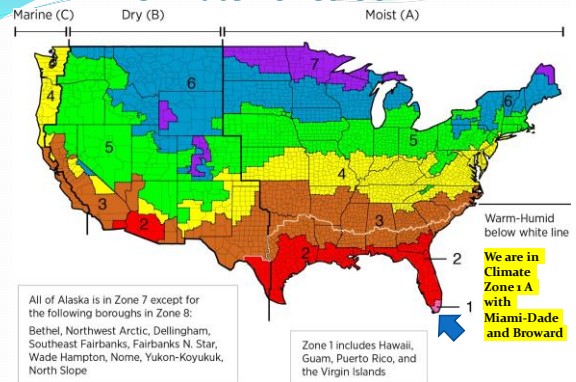 Marine (C)
Dry (B)
Moist (A)
7
6
6
4
5
5
4
3
3
2
2
Warm-Humid
below white line
2
1
We are in
Climate
Zone 1 A
with
Miami-Dade
and Broward
All of Alaska is in Zone 7 except for
the following boroughs in Zone 8:
Bethel, Northwest Arctic, Dellingham,
Southeast Fairbanks, Fairbanks N. Star,
Wade Hampton, Nome, Yukon-Koyukuk,
North Slope
Zone 1 includes Hawaii,
Guam, Puerto Rico, and
the Virgin Islands